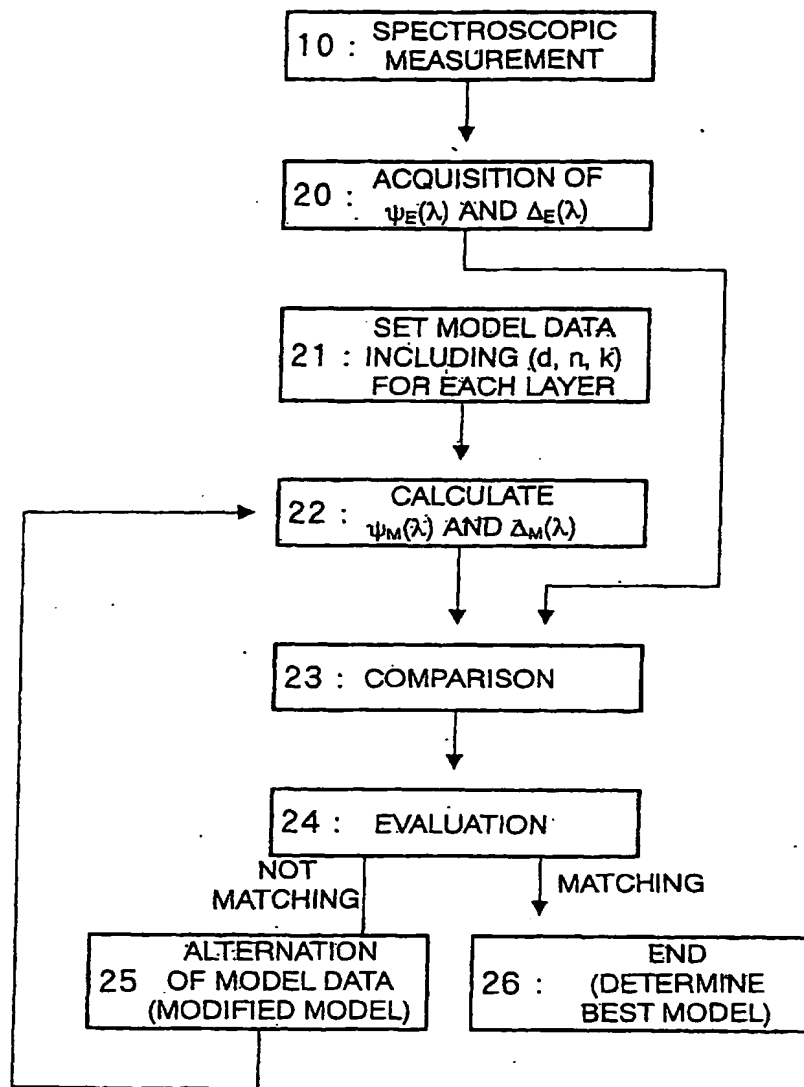 10 : SPECTROSCOPIC
MEASUREMENT
20 : ACQUISITION OF
ψE(λ) AND ΔE(λ)
21 : SET MODEL DATA
INCLUDING (d, n, k)
FOR EACH LAYER
22 : CALCULATE
ψM(λ) AND ΔM(λ)
23 : COMPARISON
24 : EVALUATION
NOT
MATCHING
MATCHING
25 ALTERNATION
OF MODEL DATA
(MODIFIED MODEL)
26 : END
(DETERMINE
BEST MODEL)